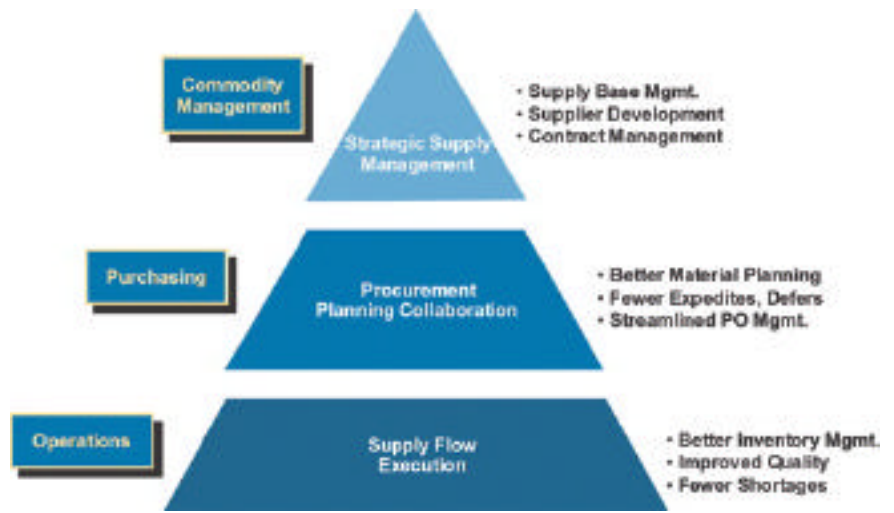 Commodity
Management
Strategic Supply
Management
• Supply Base Mgmt.
• Supplier Development
• Contract Management
Purchasing
Procurement
Planning Collaboration
• Better Material Planning
• Fewer Expedites, Defers
• Streamlined PO Mgmt.
Operations
Supply Flow
Execution
• Better Inventory Mgmt.
• Improved Quality
• Fewer Shortages